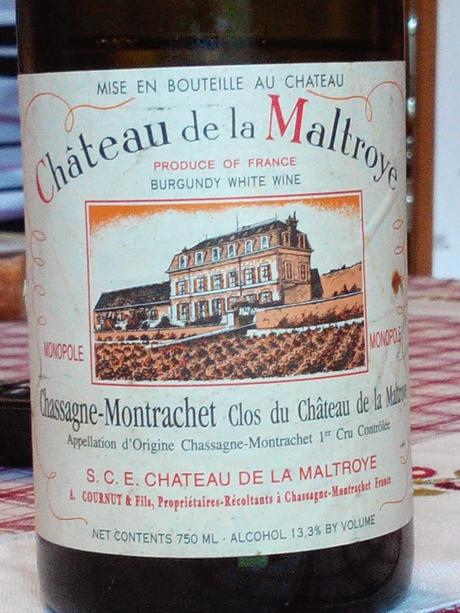 MISE EN BOUTEILLE AU CHATEAU
Château de la Maltroye
PRODUCE OF FRANCE
BURGUNDY WHITE WINE
MONOPOLE
MONOPOLE
Chassagne-Montrachet Clos du Château de la Maltroye
Appellation d'Origine Chassagne-Montrachet 1er Cru Contrôlée
S. C. E. CHATEAU DE LA MALTROYE
A. COURNUT & Fils, Propriétaires-Récoltants à Chassagne-Montrachet France
NET CONTENTS 750 ML - ALCOHOL 13,3% BY VOLUME